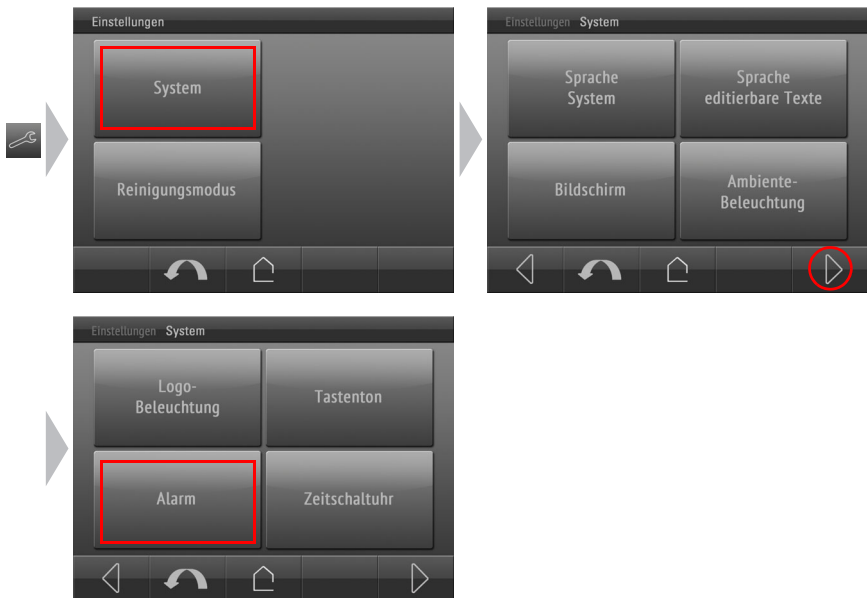 Einstellungen
System
Reinigungsmodus
Einstellungen System
Sprache
System
Sprache
editierbare Texte
Bildschirm
Ambiente-
Beleuchtung
Einstellungen System
Logo-
Beleuchtung
Tastenton
Alarm
Zeitschaltuhr